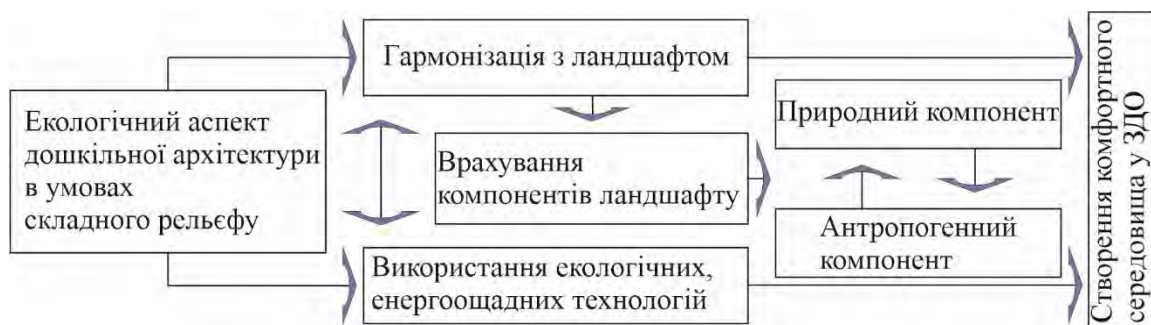 Екологічний аспект
дошкільної архітектури
в умовах
складного рельєфу
Гармонізація з ландшафтом
Врахування
компонентів ландшафту
Використання екологічних,
енергоощадних технологій
Природний компонент
Антропогенний
компонент
Створення комфортного
середовища у ЗДО